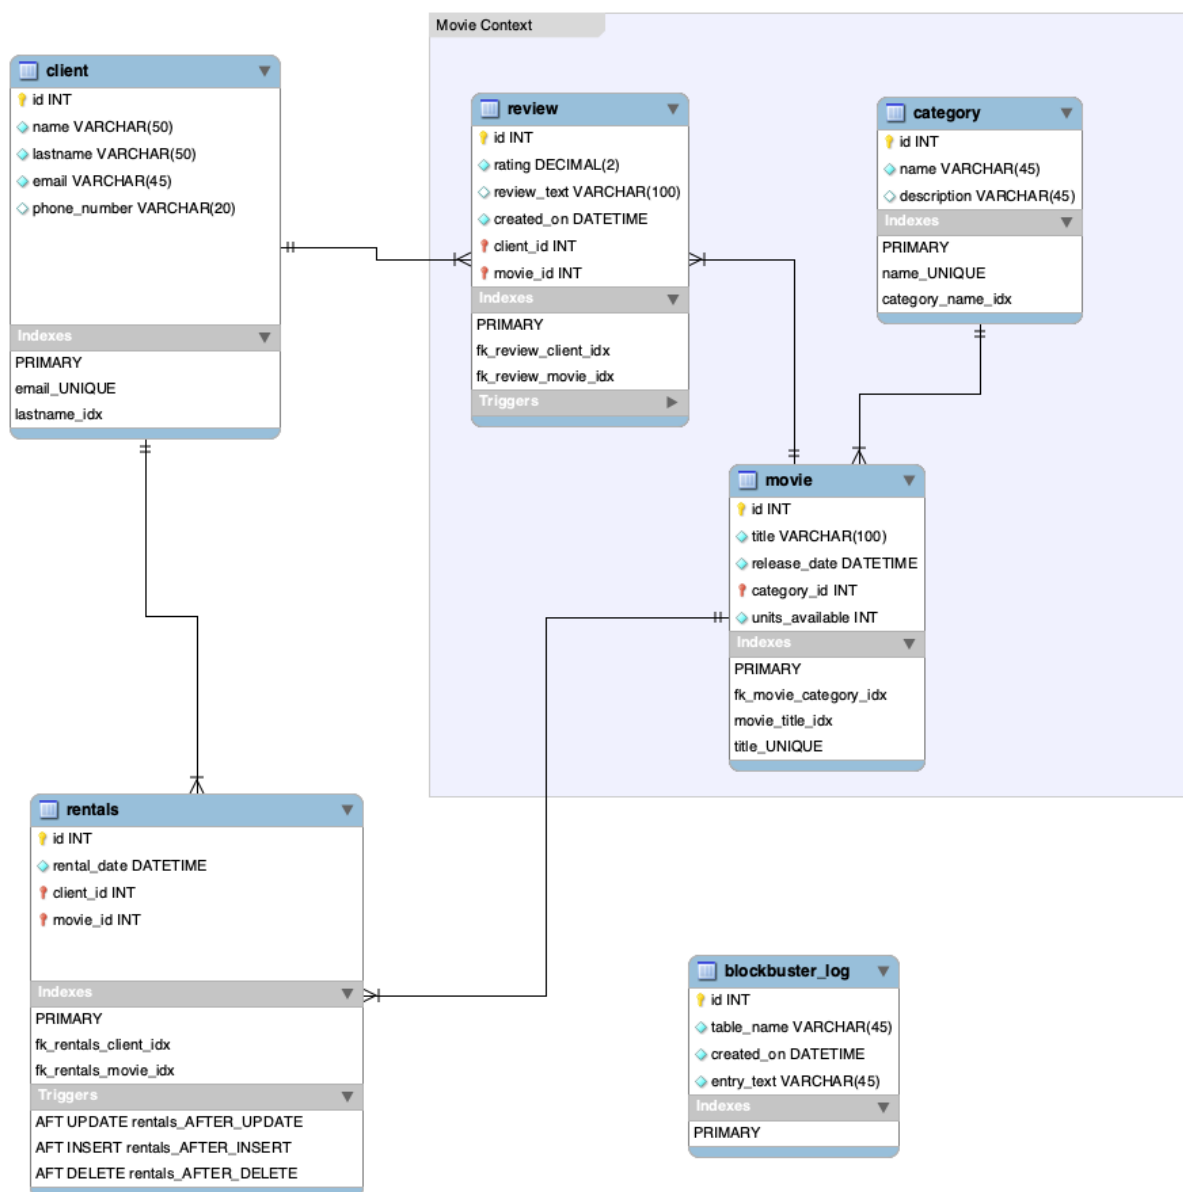 Movie Context
client
id INT
name VARCHAR(50)
lastname VARCHAR(50)
email VARCHAR(45)
phone_number VARCHAR(20)
Indexes
PRIMARY
email_UNIQUE
lastname_idx
review
id INT
rating DECIMAL(2)
review_text VARCHAR(100)
created_on DATETIME
client_id INT
movie_id INT
Indexes
PRIMARY
fk_review_client_idx
fk_review_movie_idx
Triggers
category
id INT
name VARCHAR(45)
description VARCHAR(45)
Indexes
PRIMARY
name_UNIQUE
category_name_idx
movie
id INT
title VARCHAR(100)
release_date DATETIME
category_id INT
units_available INT
Indexes
PRIMARY
fk_movie_category_idx
movie_title_idx
title_UNIQUE
rentals
id INT
rental_date DATETIME
client_id INT
movie_id INT
Indexes
PRIMARY
fk_rentals_client_idx
fk_rentals_movie_idx
Triggers
AFT UPDATE rentals_AFTER_UPDATE
AFT INSERT rentals_AFTER_INSERT
AFT DELETE rentals_AFTER_DELETE
blockbuster_log
id INT
table_name VARCHAR(45)
created_on DATETIME
entry_text VARCHAR(45)
Indexes
PRIMARY